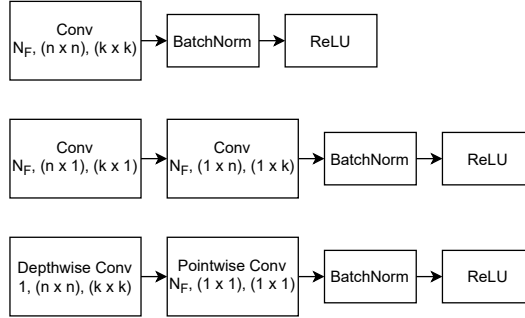 Conv
N_F, (n x n), (k x k)
BatchNorm
ReLU
Conv
N_F, (n x 1), (k x 1)
Conv
N_F, (1 x n), (1 x k)
BatchNorm
ReLU
Depthwise Conv
1, (n x n), (k x k)
Pointwise Conv
N_F, (1 x 1), (1 x 1)
BatchNorm
ReLU